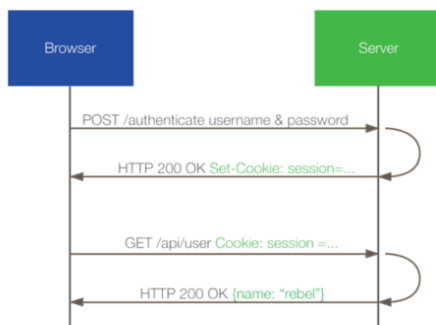 Browser
Server
POST /authenticate username & password
HTTP 200 OK Set-Cookie: session=...
GET /api/user Cookie: session =...
HTTP 200 OK {name: “rebel”}